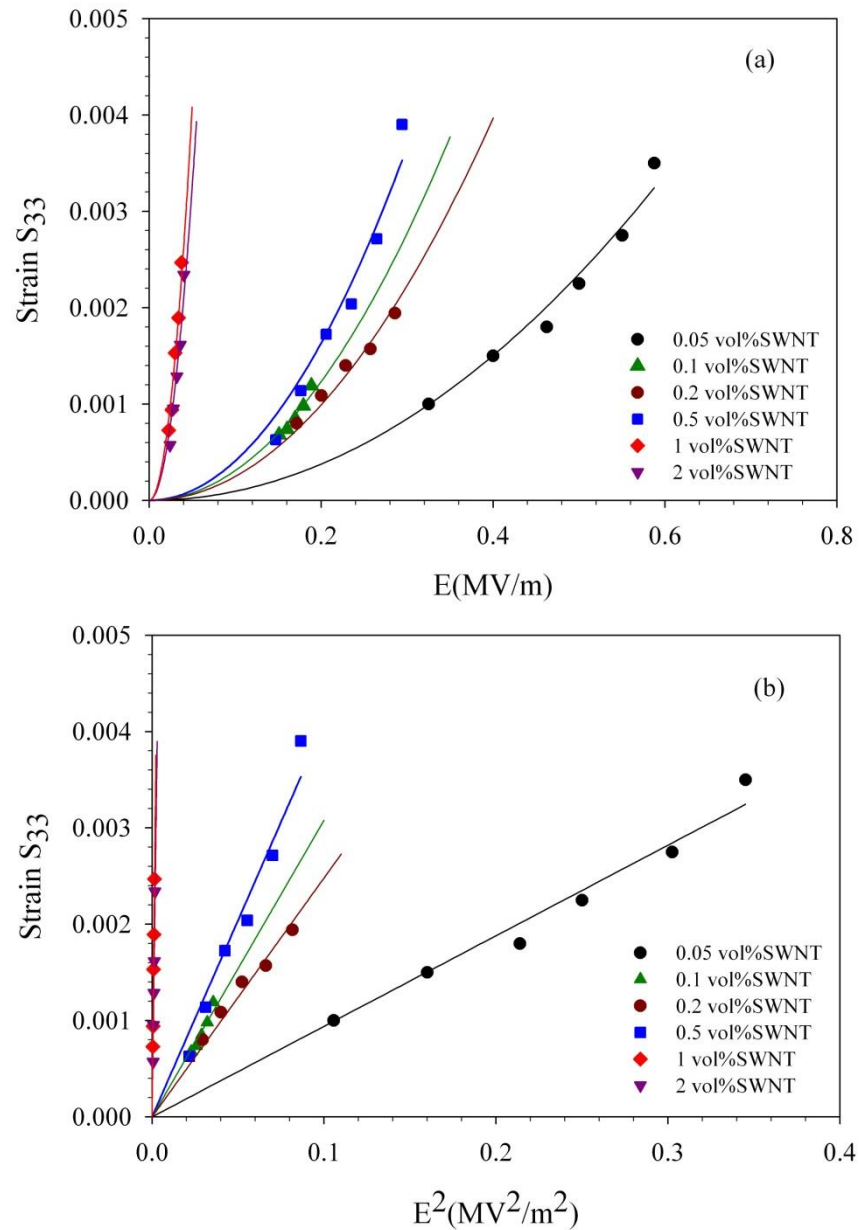 0.005
(a)
0.004
0.003
Strain S33
0.002
0.05 vol%SWNT
0.1 vol%SWNT
0.2 vol%SWNT
0.001
0.5 vol%SWNT
1 vol%SWNT
2 vol%SWNT
0.000
0.0 0.2 0.4 0.6 0.8
E(MV/m)
0.005
(b)
0.004
0.003
Strain S33
0.002
0.05 vol%SWNT
0.1 vol%SWNT
0.2 vol%SWNT
0.001
0.5 vol%SWNT
1 vol%SWNT
2 vol%SWNT
0.000
0.0 0.1 0.2 0.3 0.4
E²(MV²/m²)